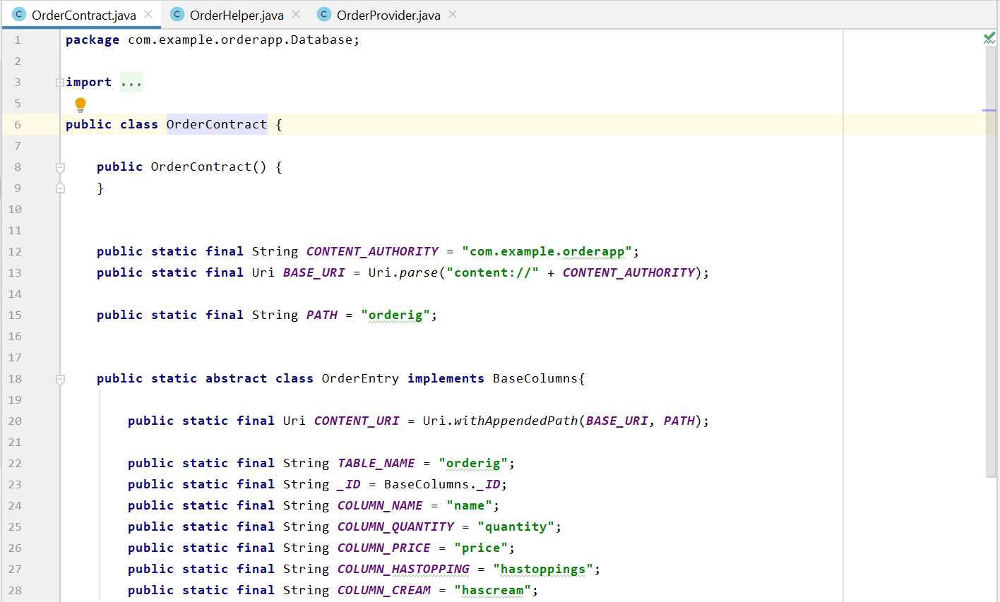 C OrderContract.java × C OrderHelper.java × C OrderProvider.java ×
1 package com.example.orderapp.Database;
2
3 import ...
5
6 public class OrderContract {
7
8 public OrderContract() {
9 }
10
11
12 public static final String CONTENT_AUTHORITY = "com.example.orderapp";
13 public static final Uri BASE_URI = Uri.parse("content://" + CONTENT_AUTHORITY);
14
15 public static final String PATH = "orderig";
16
17
18 public static abstract class OrderEntry implements BaseColumns{
19
20 public static final Uri CONTENT_URI = Uri.withAppendedPath(BASE_URI, PATH);
21
22 public static final String TABLE_NAME = "orderig";
23 public static final String _ID = BaseColumns._ID;
24 public static final String COLUMN_NAME = "name";
25 public static final String COLUMN_QUANTITY = "quantity";
26 public static final String COLUMN_PRICE = "price";
27 public static final String COLUMN_HASTOPPING = "hastoppings";
28 public static final String COLUMN_CREAM = "hascream";